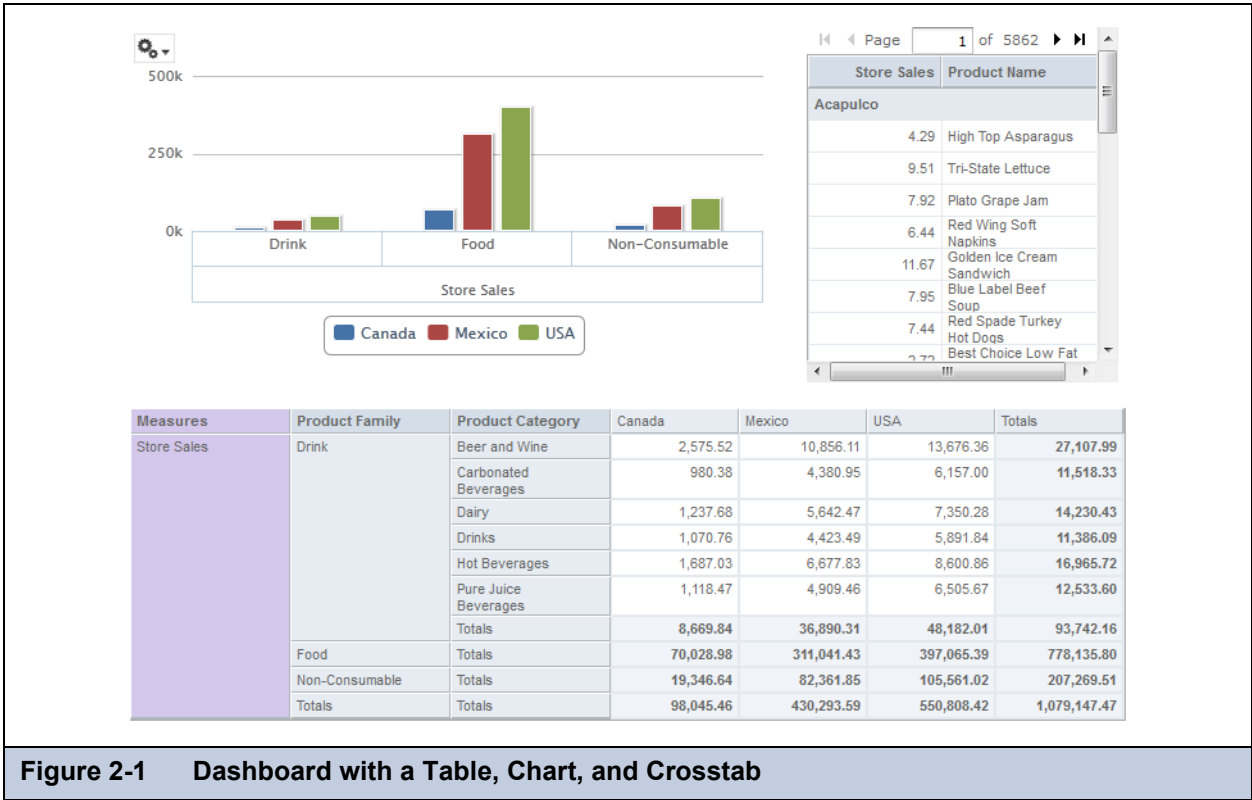 500k
250k
0k
Drink Food Non-Consumable
Store Sales
Canada Mexico USA
Page 1 of 5862
Store Sales Product Name
Acapulco
4.29 High Top Asparagus
9.51 Tri-State Lettuce
7.92 Plato Grape Jam
6.44 Red Wing Soft
Napkins
11.67 Golden Ice Cream
Sandwich
7.95 Blue Label Beef
Soup
7.44 Red Spade Turkey
Hot Dogs
2.72 Best Choice Low Fat
Measures Product Family Product Category Canada Mexico USA Totals
Store Sales Drink Beer and Wine 2,575.52 10,856.11 13,676.36 27,107.99
Carbonated 980.38 4,380.95 6,157.00 11,518.33
Beverages
Dairy 1,237.68 5,642.47 7,350.28 14,230.43
Drinks 1,070.76 4,423.49 5,891.84 11,386.09
Hot Beverages 1,687.03 6,677.83 8,600.86 16,965.72
Pure Juice 1,118.47 4,909.46 6,505.67 12,533.60
Beverages
Totals 8,669.84 36,890.31 48,182.01 93,742.16
Food Totals 70,028.98 311,041.43 397,065.39 778,135.80
Non-Consumable Totals 19,346.64 82,361.85 105,561.02 207,269.51
Totals Totals 98,045.46 430,293.59 550,808.42 1,079,147.47
Figure 2-1 Dashboard with a Table, Chart, and Crosstab